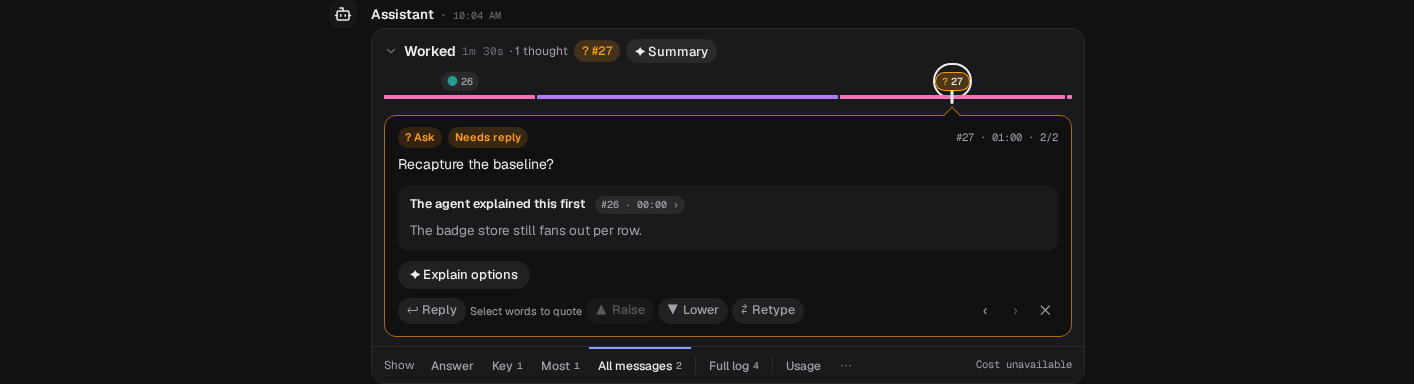 Assistant · 10:04 AM
Worked 1m 30s · 1 thought ? #27 ✦ Summary
26 ? 27
? Ask Needs reply #27 · 01:00 · 2/2
Recapture the baseline?
The agent explained this first #26 · 00:00 ›
The badge store still fans out per row.
✦ Explain options
↩ Reply Select words to quote ▲ Raise ▼ Lower ⇄ Retype ‹ › ✕
Show Answer Key 1 Most 1 All messages 2 Full log 4 Usage ··· Cost unavailable